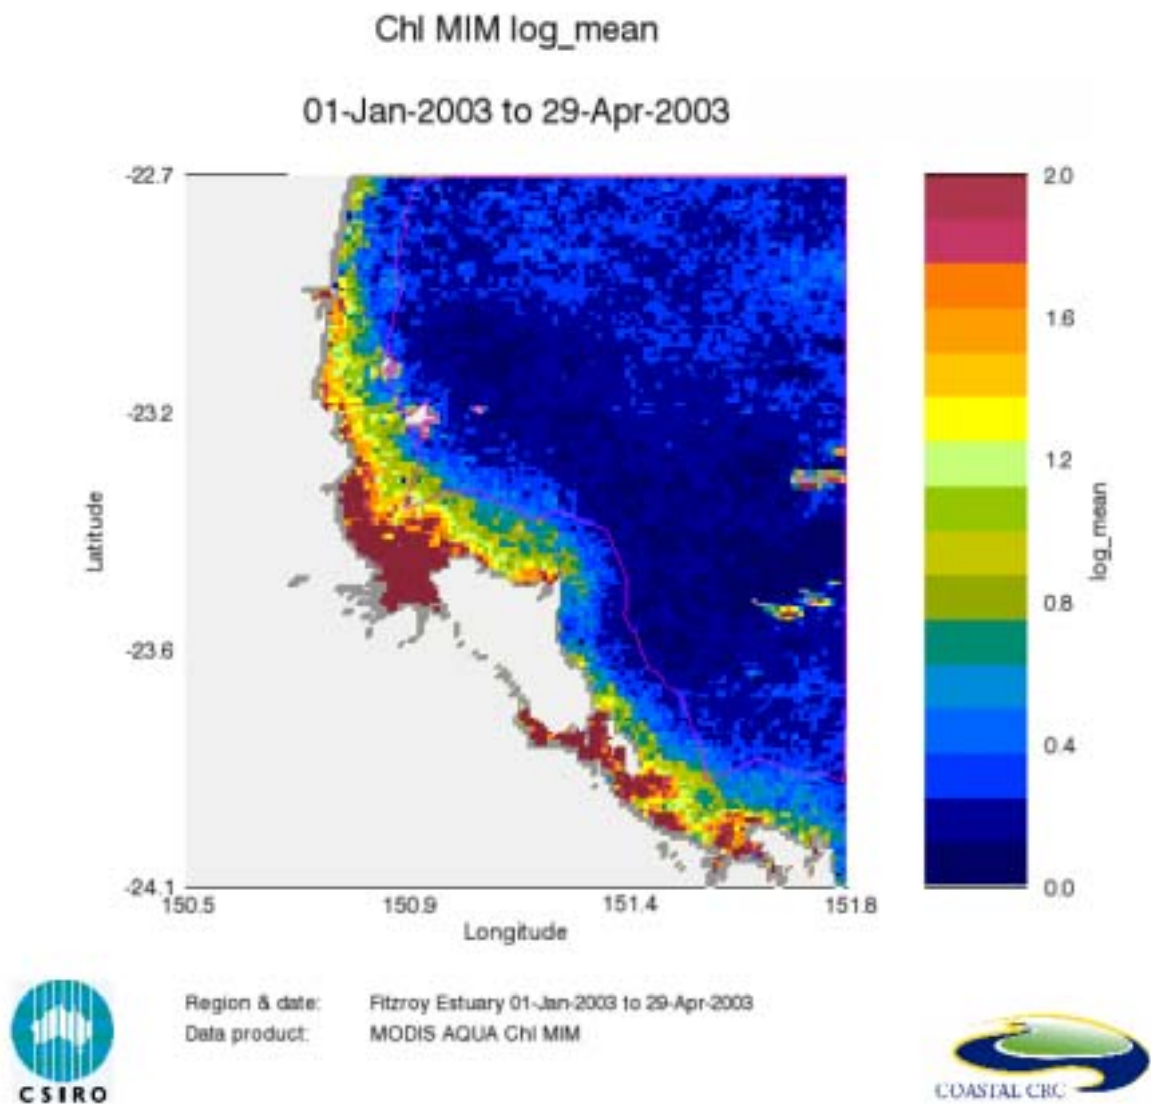 Chl MIM log_mean
01-Jan-2003 to 29-Apr-2003
-22.7
-23.2
-23.6
-24.1
Latitude
150.5
150.9
151.4
151.8
Longitude
2.0
1.6
1.2
0.8
0.4
0.0
log_mean
Region & date: Fitzroy Estuary 01-Jan-2003 to 29-Apr-2003
Data product: MODIS AQUA Chl MIM
CSIRO
COASTAL CRC